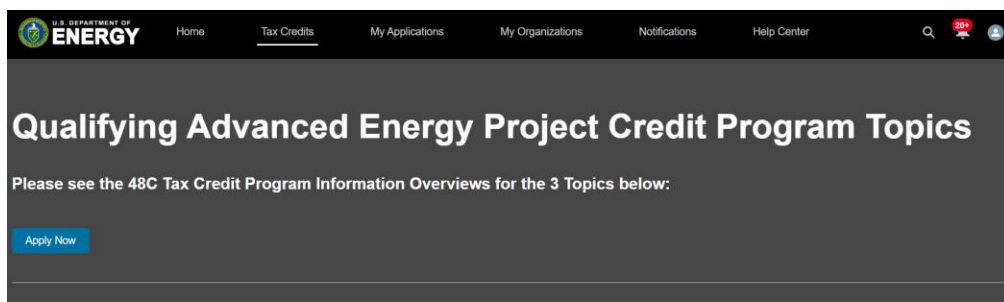 U.S. DEPARTMENT OF
ENERGY
Home Tax Credits My Applications My Organizations Notifications Help Center 20+
Qualifying Advanced Energy Project Credit Program Topics
Please see the 48C Tax Credit Program Information Overviews for the 3 Topics below:
Apply Now